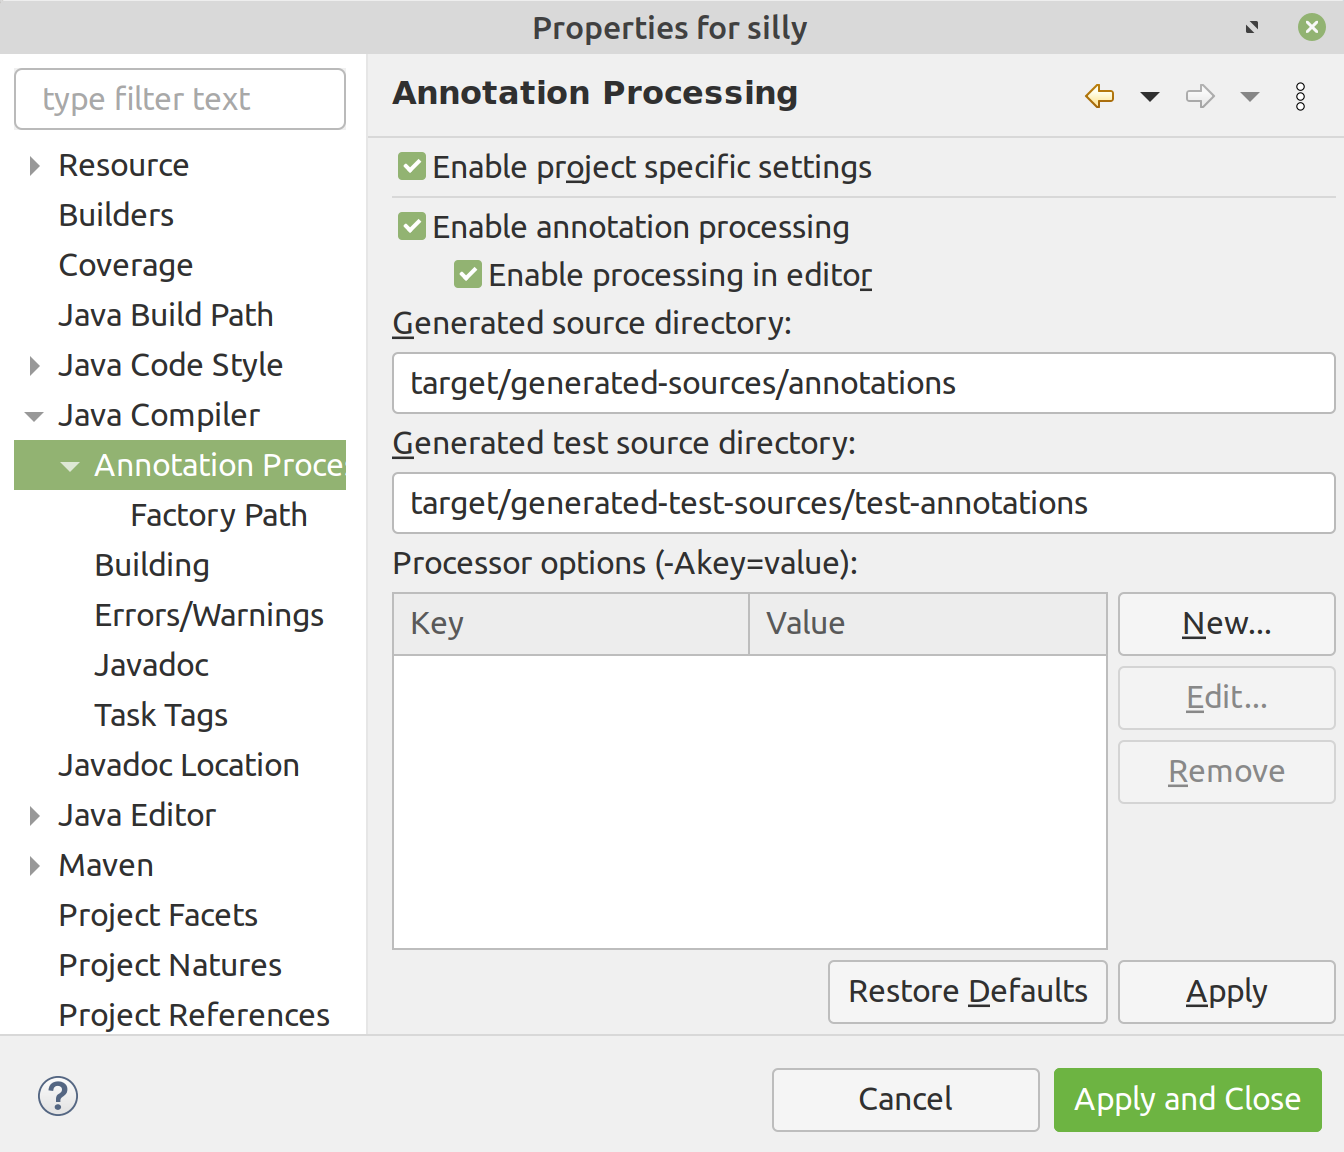 Properties for silly
type filter text
Resource
Builders
Coverage
Java Build Path
Java Code Style
Java Compiler
Annotation Proce
Factory Path
Building
Errors/Warnings
Javadoc
Task Tags
Javadoc Location
Java Editor
Maven
Project Facets
Project Natures
Project References
Annotation Processing
Enable project specific settings
Enable annotation processing
Enable processing in editor
Generated source directory:
target/generated-sources/annotations
Generated test source directory:
target/generated-test-sources/test-annotations
Processor options (-Akey=value):
Key Value
New...
Edit...
Remove
Restore Defaults
Apply
?
Cancel
Apply and Close